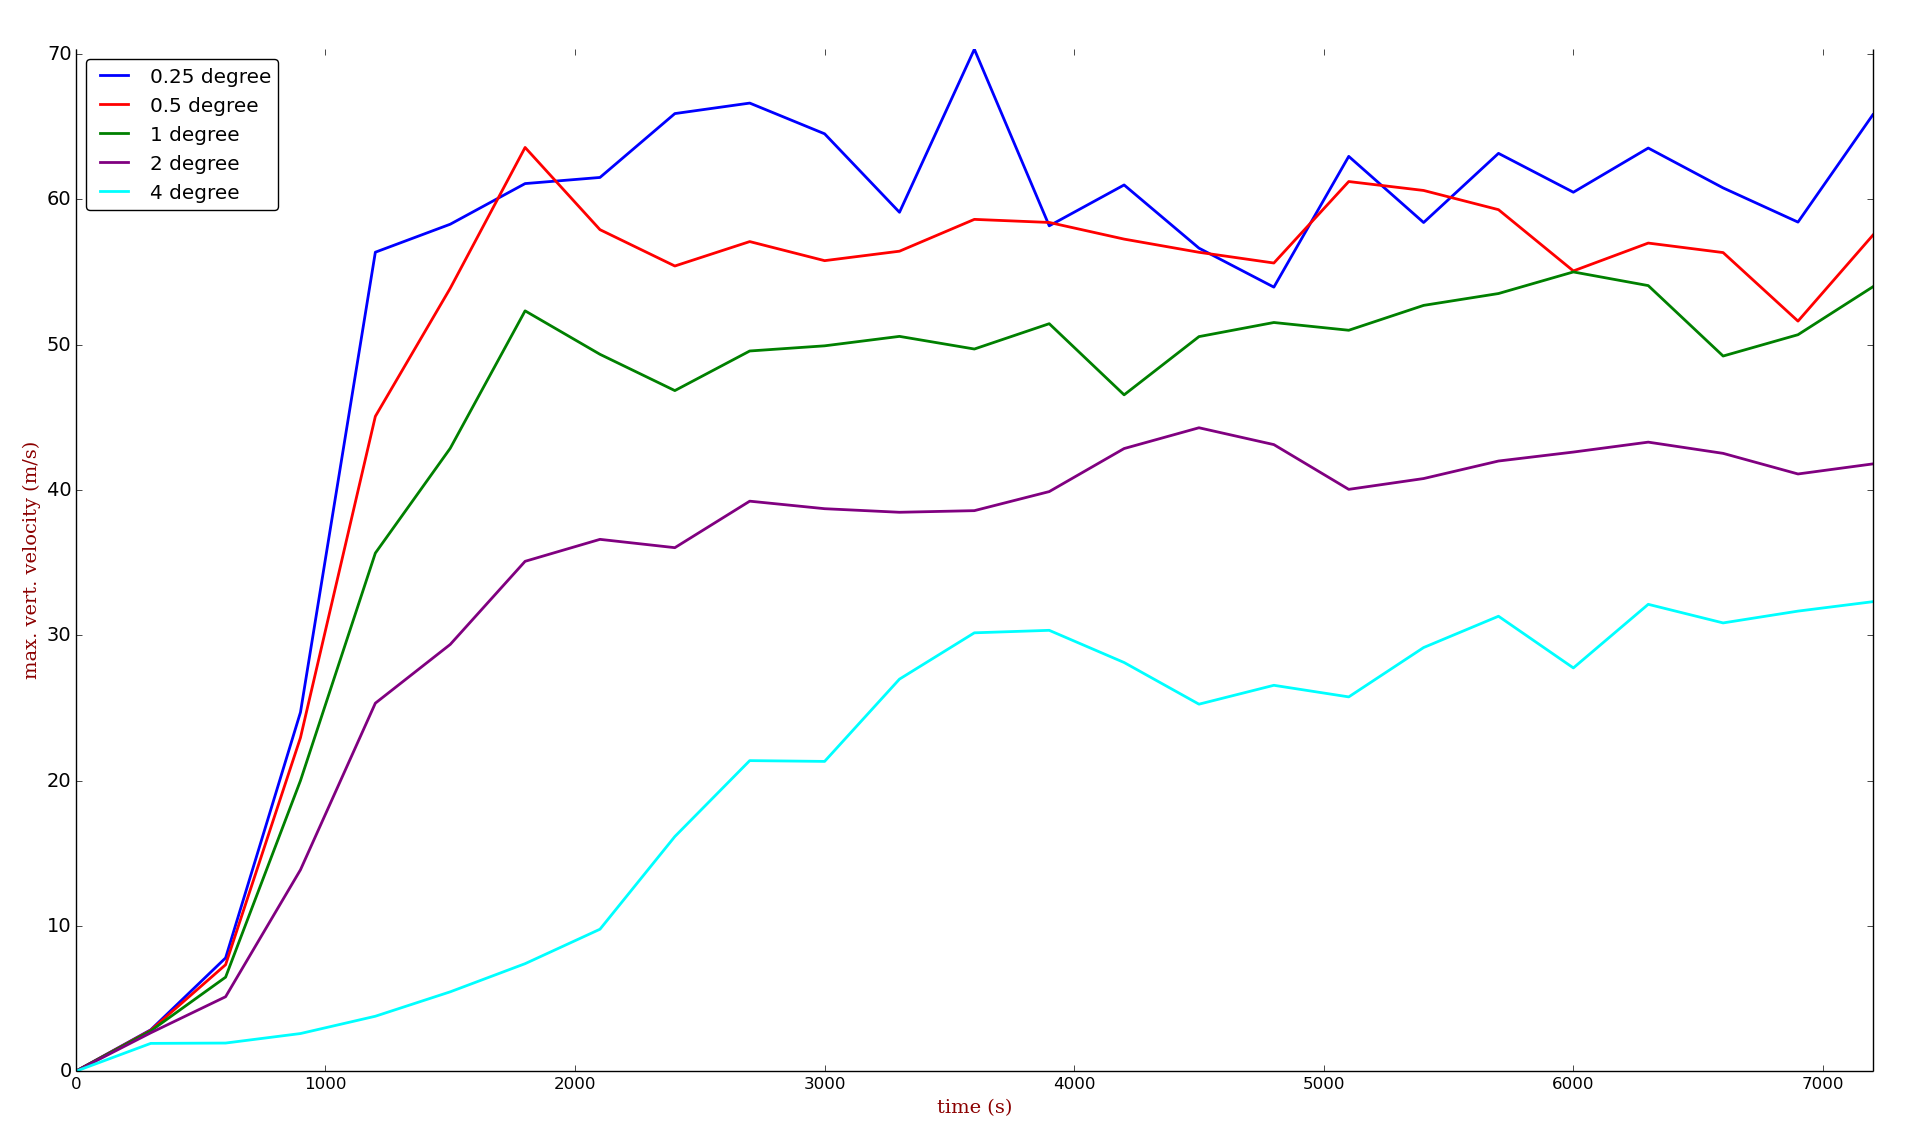 70
60
50
40
30
20
10
0
0.25 degree
0.5 degree
1 degree
2 degree
4 degree
max. vert. velocity (m/s)
0 1000 2000 3000 4000 5000 6000 7000
time (s)